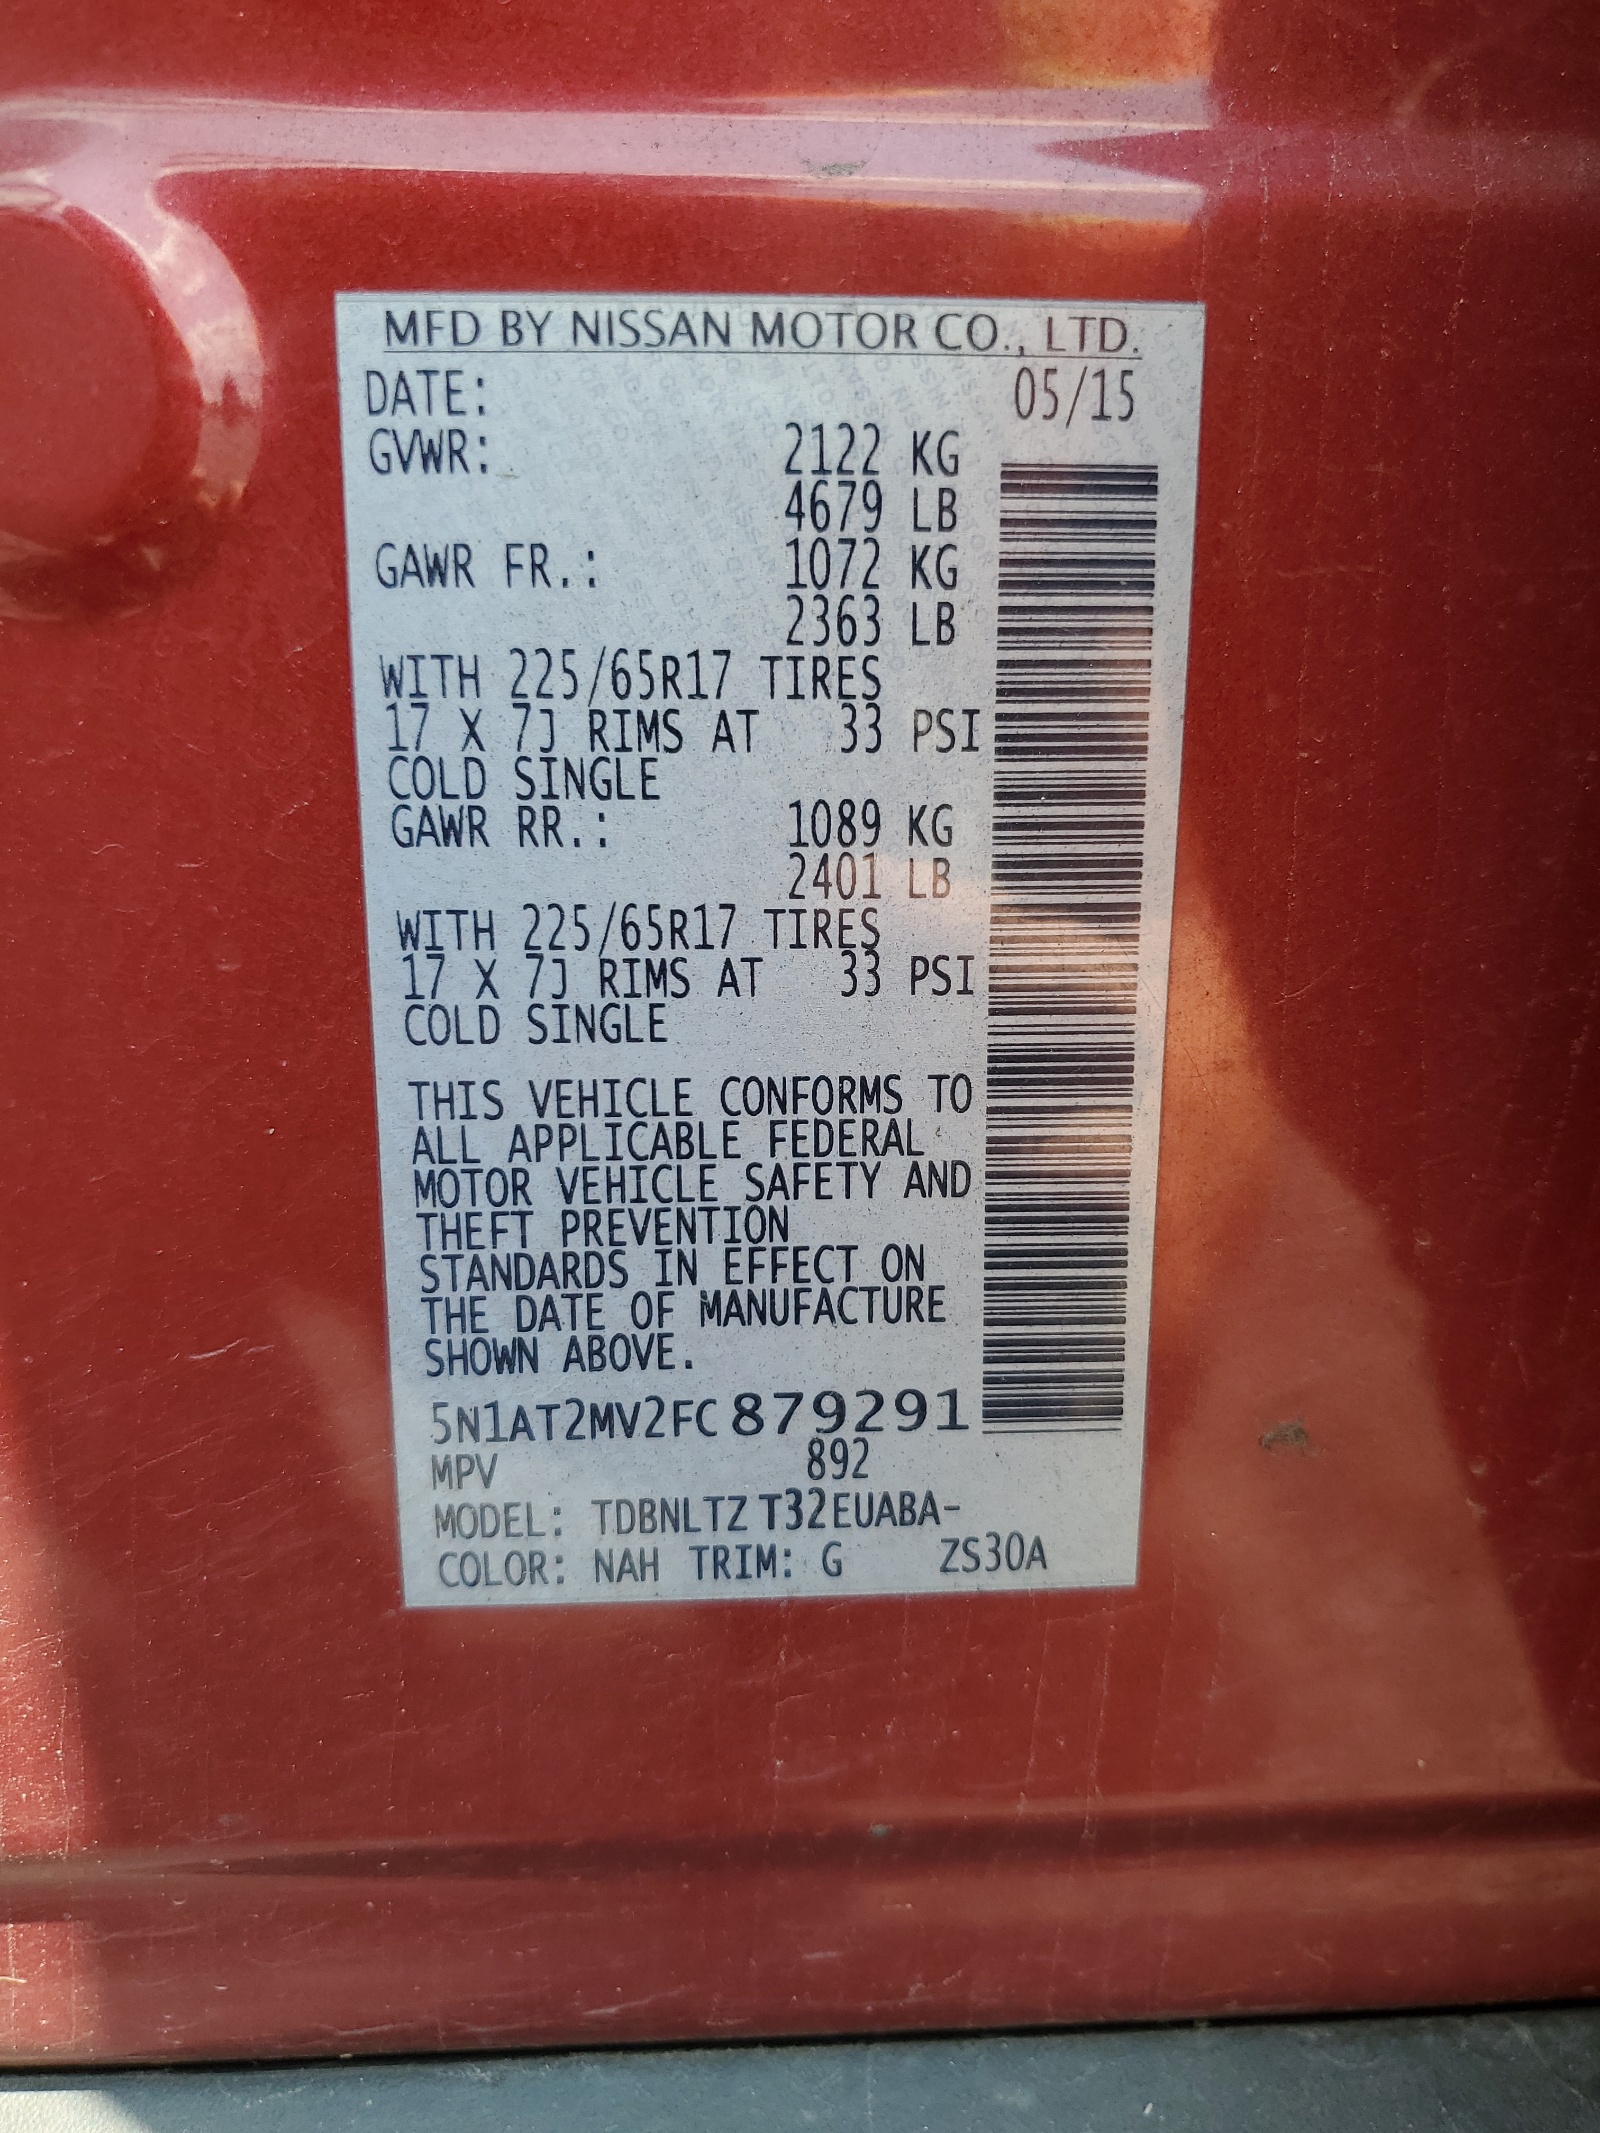 MFD BY NISSAN MOTOR CO., LTD.
DATE: 05/15
GVWR: 2122 KG
4679 LB
GAWR FR.: 1072 KG
2363 LB
WITH 225/65R17 TIRES
17 X 7J RIMS AT 33 PSI
COLD SINGLE
GAWR RR.: 1089 KG
2401 LB
WITH 225/65R17 TIRES
17 X 7J RIMS AT 33 PSI
COLD SINGLE
THIS VEHICLE CONFORMS TO
ALL APPLICABLE FEDERAL
MOTOR VEHICLE SAFETY AND
THEFT PREVENTION
STANDARDS IN EFFECT ON
THE DATE OF MANUFACTURE
SHOWN ABOVE.
5N1AT2MV2FC879291
MPV 892
MODEL: TDBNLTZ T32EUABA-
COLOR: NAH TRIM: G ZS30A